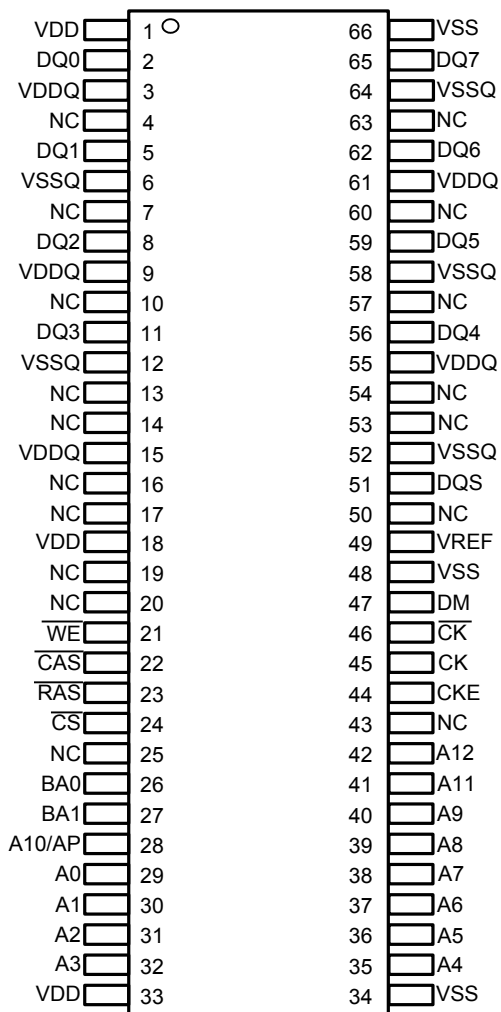 VDD 1 66 VSS
DQ0 2 65 DQ7
VDDQ 3 64 VSSQ
NC 4 63 NC
DQ1 5 62 DQ6
VSSQ 6 61 VDDQ
NC 7 60 NC
DQ2 8 59 DQ5
VDDQ 9 58 VSSQ
NC 10 57 NC
DQ3 11 56 DQ4
VSSQ 12 55 VDDQ
NC 13 54 NC
NC 14 53 NC
VDDQ 15 52 VSSQ
NC 16 51 DQS
NC 17 50 NC
VDD 18 49 VREF
NC 19 48 VSS
NC 20 47 DM
W̅E̅ 21 46 C̅K̅
C̅A̅S̅ 22 45 CK
R̅A̅S̅ 23 44 CKE
C̅S̅ 24 43 NC
NC 25 42 A12
BA0 26 41 A11
BA1 27 40 A9
A10/AP 28 39 A8
A0 29 38 A7
A1 30 37 A6
A2 31 36 A5
A3 32 35 A4
VDD 33 34 VSS